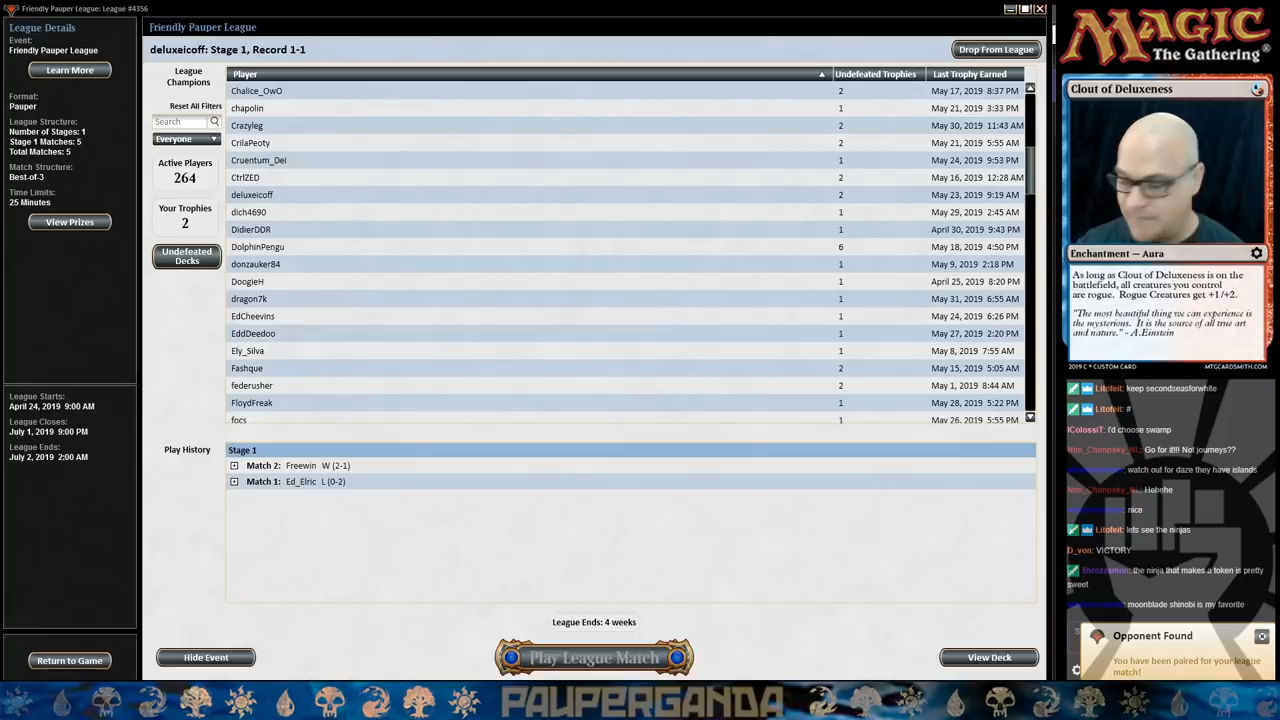 Friendly Pauper League: League #4356
League Details
Event:
Friendly Pauper League
Learn More
Format:
Pauper
League Structure:
Number of Stages: 1
Stage 1 Matches: 5
Total Matches: 5
Match Structure:
Best-of-3
Time Limits:
25 Minutes
View Prizes
League Starts:
April 24, 2019 9:00 AM
League Closes:
July 1, 2019 9:00 PM
League Ends:
July 2, 2019 2:00 AM
Return to Game
Friendly Pauper League
deluxeicoff: Stage 1, Record 1-1
Drop From League
League
Champions
Reset All Filters
Search
Everyone
Active Players
264
Your Trophies
2
Undefeated
Decks
Player Undefeated Trophies Last Trophy Earned
Chalice_OwO 2 May 17, 2019 8:37 PM
chapolin 1 May 21, 2019 3:33 PM
Crazyleg 2 May 30, 2019 11:43 AM
CrilaPeoty 2 May 21, 2019 5:55 AM
Cruentum_Dei 1 May 24, 2019 9:53 PM
CtrlZED 2 May 16, 2019 12:28 AM
deluxeicoff 2 May 23, 2019 9:19 AM
dich4690 1 May 29, 2019 2:45 AM
DidierDDR 1 April 30, 2019 9:43 PM
DolphinPengu 6 May 18, 2019 4:50 PM
donzauker84 1 May 9, 2019 2:18 PM
DoogieH 1 April 25, 2019 8:20 PM
dragon7k 1 May 31, 2019 6:55 AM
EdCheevins 1 May 24, 2019 6:26 PM
EddDeedoo 1 May 27, 2019 2:20 PM
Ely_Silva 1 May 8, 2019 7:55 AM
Fashque 2 May 15, 2019 5:05 AM
federusher 2 May 1, 2019 8:44 AM
FloydFreak 1 May 28, 2019 5:22 PM
focs 1 May 26, 2019 5:55 PM
Play History
Stage 1
Match 2: Freewin W (2-1)
Match 1: Ed_Elric L (0-2)
League Ends: 4 weeks
Hide Event
Play League Match
View Deck
MAGIC
The Gathering®
Clout of Deluxeness
Enchantment — Aura
As long as Clout of Deluxeness is on the
battlefield, all creatures you control
are rogue. Rogue Creatures get +1/+2.
"The most beautiful thing we can experience is
the mysterious. It is the source of all true art
and nature." - A.Einstein
2019 C * CUSTOM CARD MTGCARDSMITH.COM
Litofeit: keep secondseasforwhite
Litofeit: #
IColossiT: i'd choose swamp
Nim_Chmpsky_NL: Go for it!!!! Not journeys??
watch out for daze they have islands
Nim_Chmpsky_NL: Hehehe
nice
Litofeit: lets see the ninjas
D_von: VICTORY
Shrozzamon: the ninja that makes a token is pretty
sweet
moonblade shinobi is my favorite
Opponent Found
You have been paired for your league
match!
PAUPERGANDA